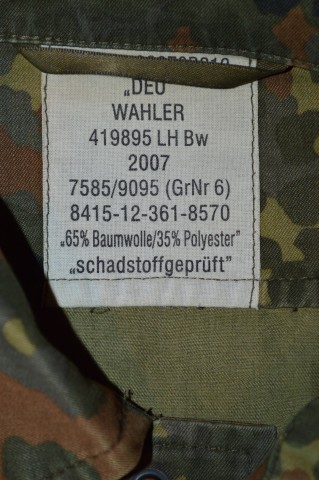 „DEU
WAHLER
419895 LH Bw
2007
7585/9095 (GrNr 6)
8415-12-361-8570
„65% Baumwolle/35% Polyester”
„schadstoffgeprüft”